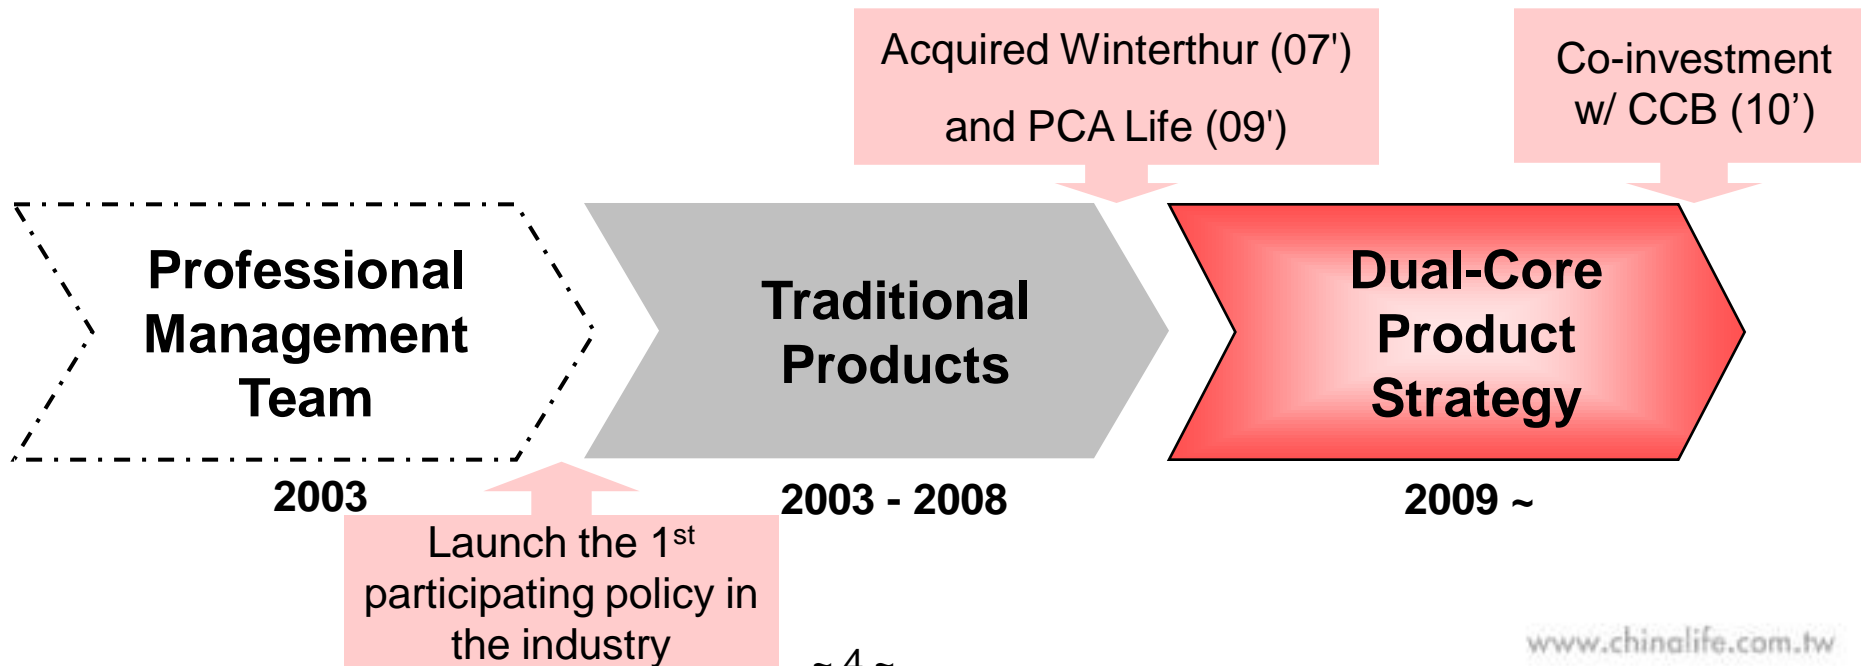 Acquired Winterthur (07')
and PCA Life (09')
Co-investment
w/ CCB (10’)
Professional
Management
Team
Traditional
Products
Dual-Core
Product
Strategy
2003
2003 - 2008
2009 ~
Launch the 1st
participating policy in
the industry
~ 4 ~
www.chinalife.com.tw